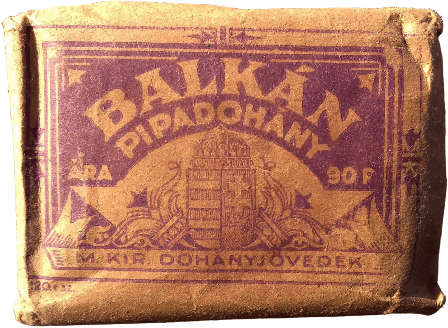 BALKÁN
PIPADOHÁNY
ÁRA 90 F
M. KIR. DOHÁNYJÖVEDÉK